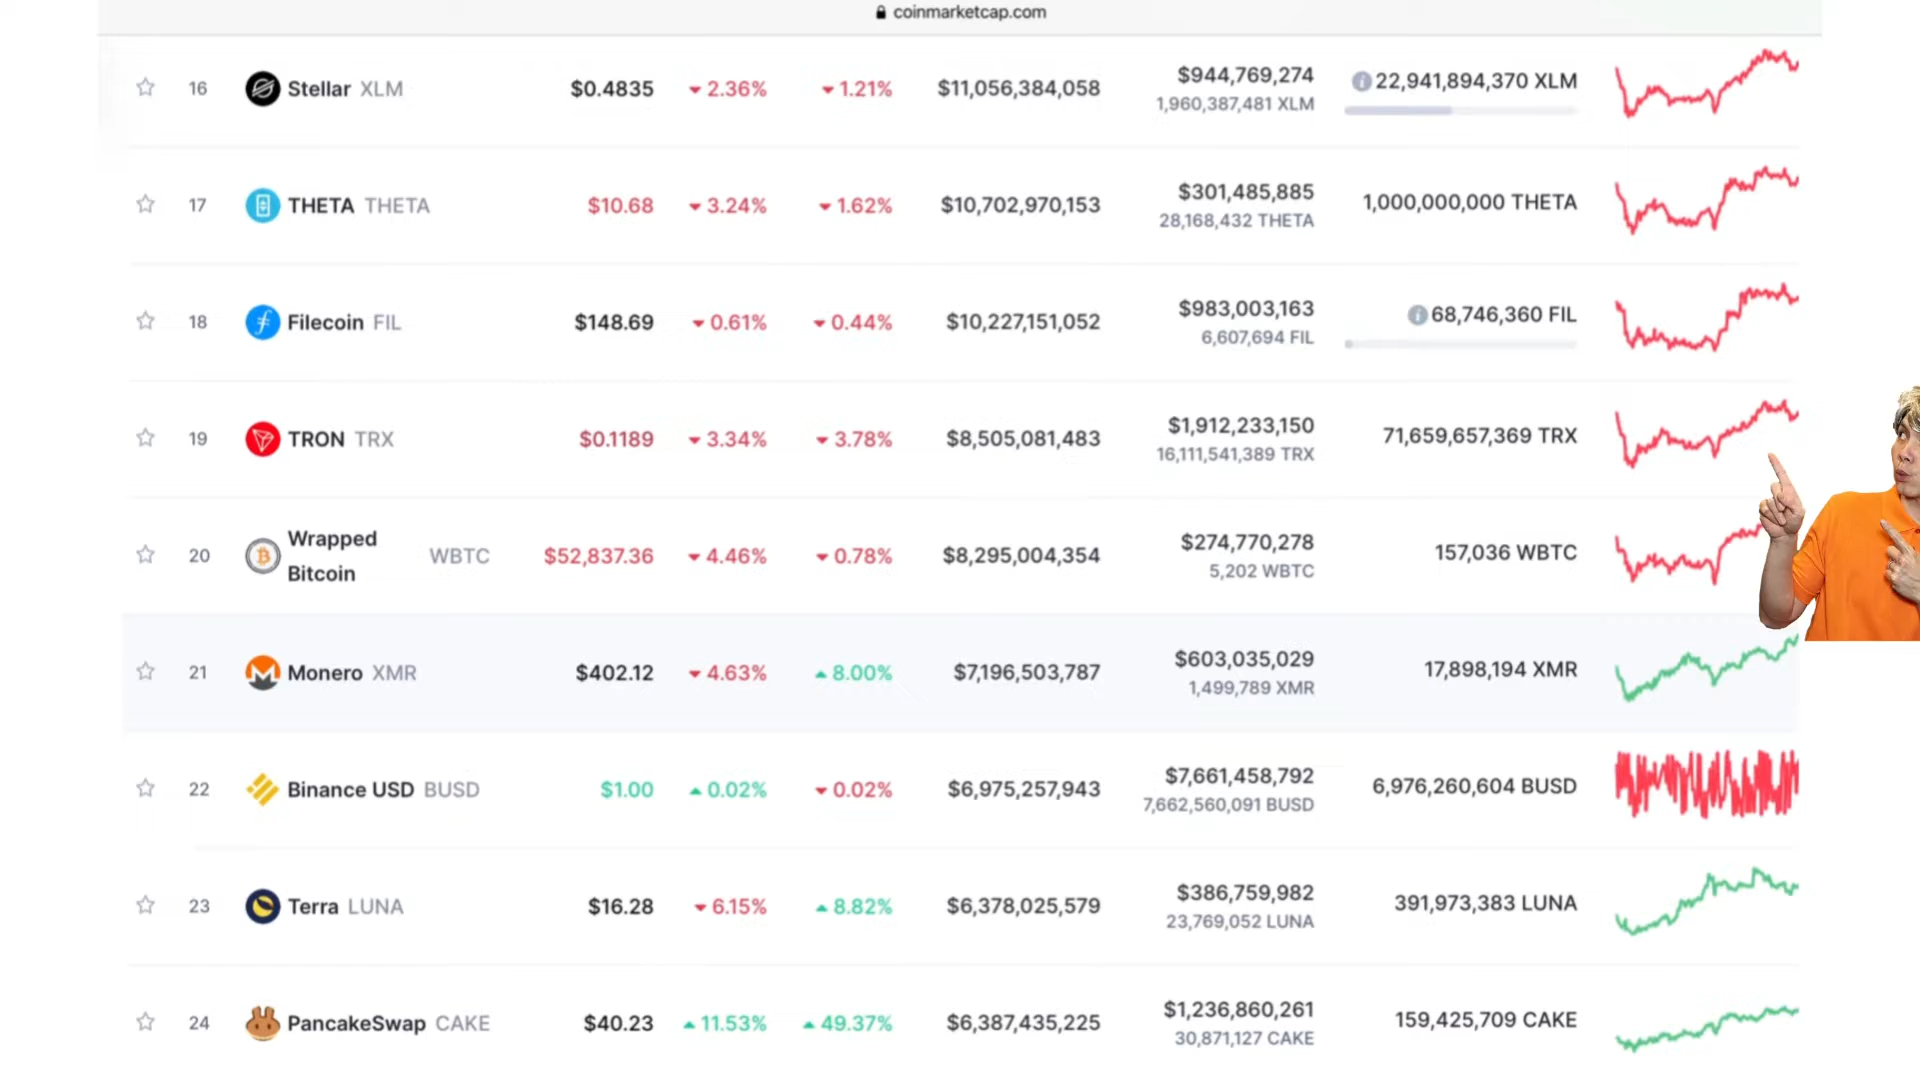 coinmarketcap.com
16 Stellar XLM $0.4835 2.36% 1.21% $11,056,384,058 $944,769,274 22,941,894,370 XLM
1,960,387,481 XLM
17 THETA THETA $10.68 3.24% 1.62% $10,702,970,153 $301,485,885 1,000,000,000 THETA
28,168,432 THETA
18 Filecoin FIL $148.69 0.61% 0.44% $10,227,151,052 $983,003,163 68,746,360 FIL
6,607,694 FIL
19 TRON TRX $0.1189 3.34% 3.78% $8,505,081,483 $1,912,233,150 71,659,657,369 TRX
16,111,541,389 TRX
20 Wrapped Bitcoin WBTC $52,837.36 4.46% 0.78% $8,295,004,354 $274,770,278 157,036 WBTC
5,202 WBTC
21 Monero XMR $402.12 4.63% 8.00% $7,196,503,787 $603,035,029 17,898,194 XMR
1,499,789 XMR
22 Binance USD BUSD $1.00 0.02% 0.02% $6,975,257,943 $7,661,458,792 6,976,260,604 BUSD
7,662,560,091 BUSD
23 Terra LUNA $16.28 6.15% 8.82% $6,378,025,579 $386,759,982 391,973,383 LUNA
23,769,052 LUNA
24 PancakeSwap CAKE $40.23 11.53% 49.37% $6,387,435,225 $1,236,860,261 159,425,709 CAKE
30,871,127 CAKE